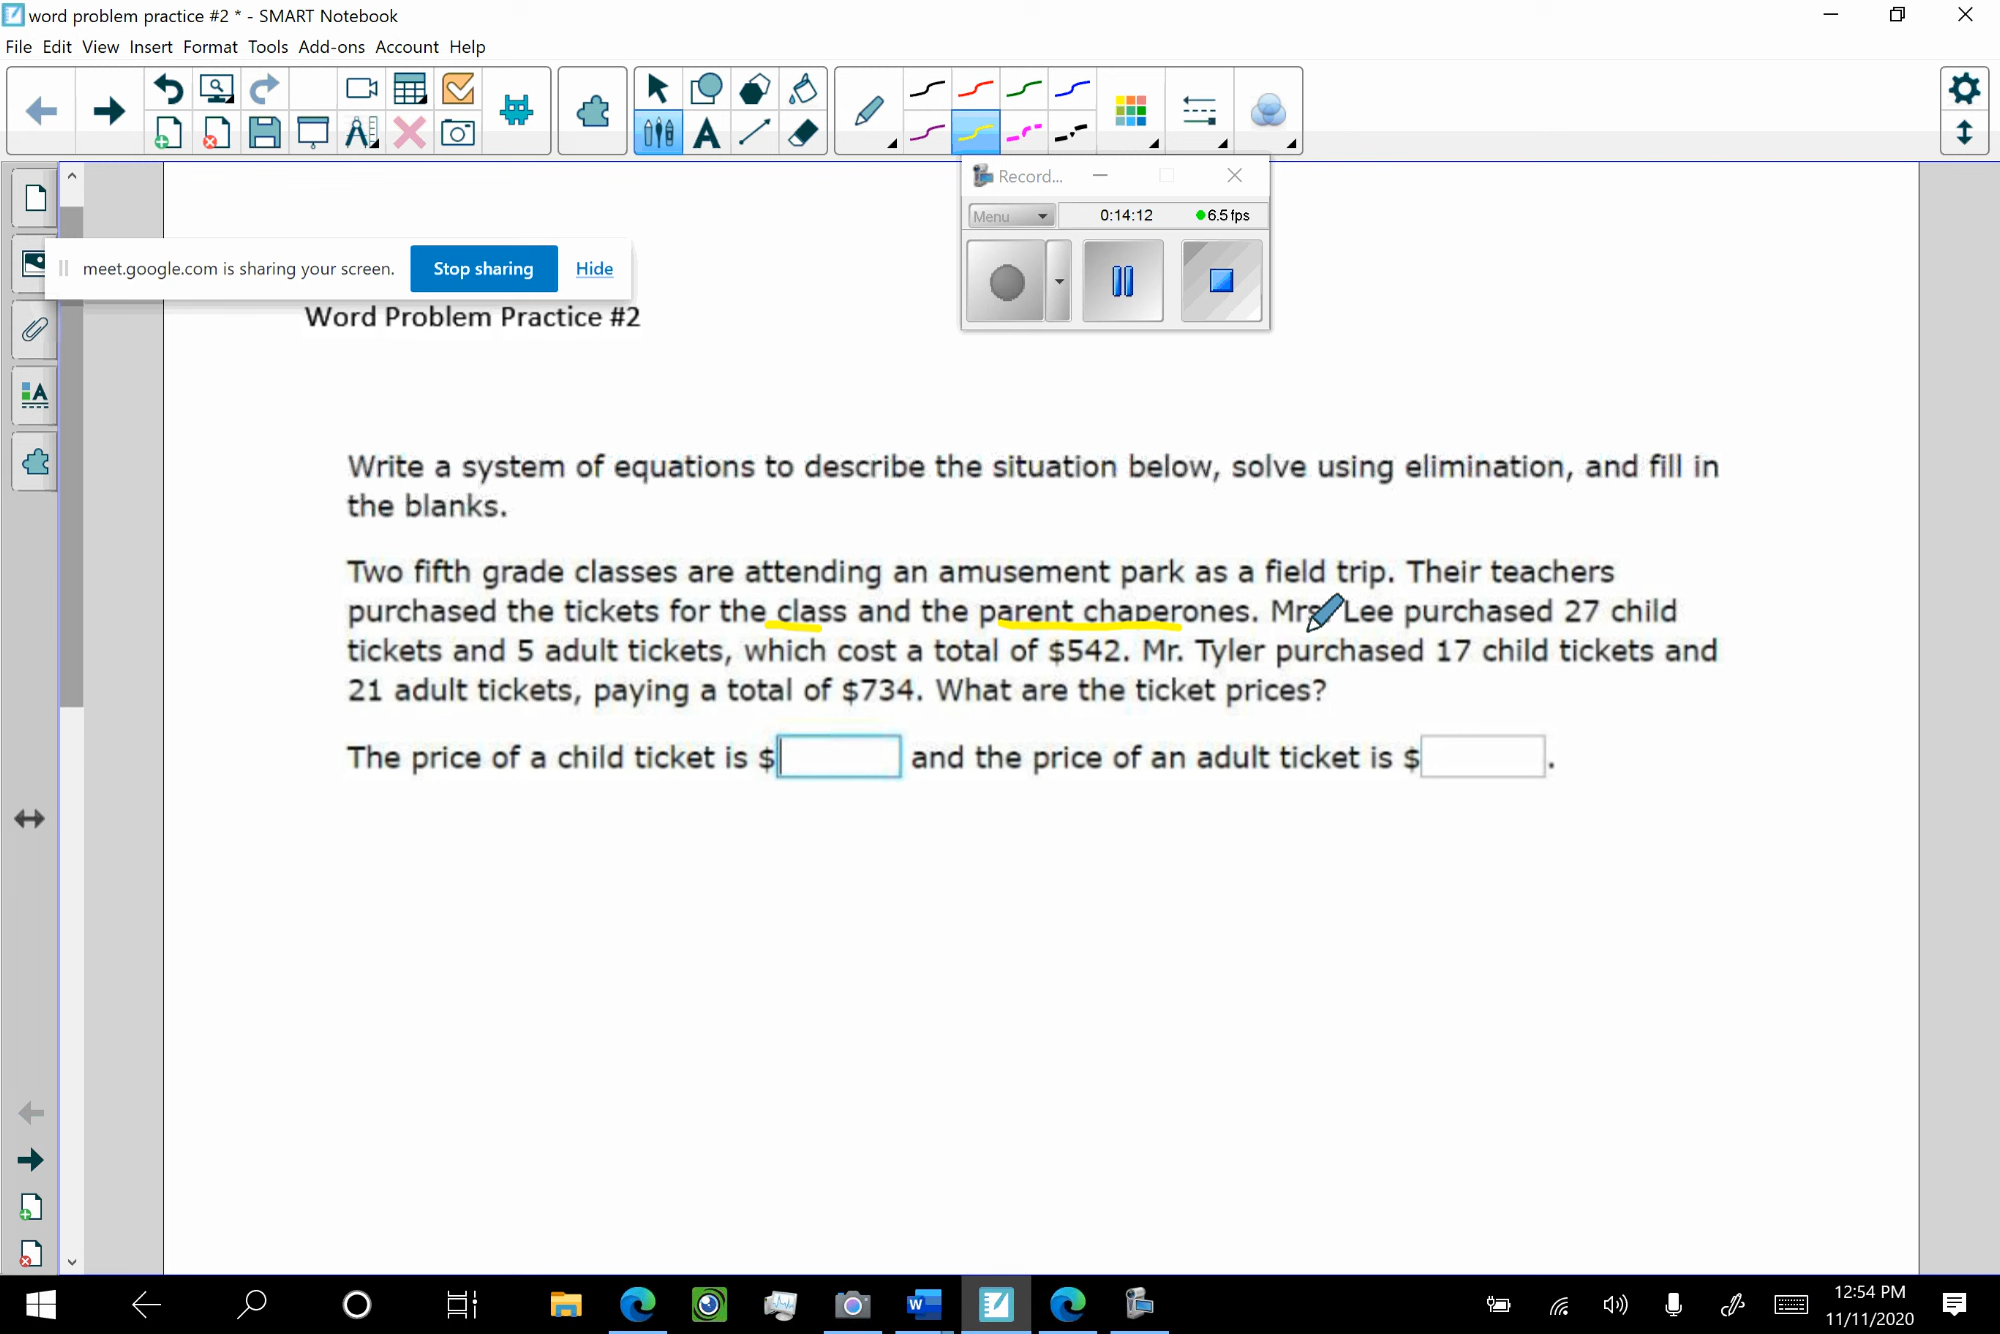 word problem practice #2 * - SMART Notebook
File Edit View Insert Format Tools Add-ons Account Help
Record...
Menu 0:14:12 6.5 fps
meet.google.com is sharing your screen. Stop sharing Hide
Word Problem Practice #2
Write a system of equations to describe the situation below, solve using elimination, and fill in
the blanks.
Two fifth grade classes are attending an amusement park as a field trip. Their teachers
purchased the tickets for the class and the parent chaperones. Mrs. Lee purchased 27 child
tickets and 5 adult tickets, which cost a total of $542. Mr. Tyler purchased 17 child tickets and
21 adult tickets, paying a total of $734. What are the ticket prices?
The price of a child ticket is $ and the price of an adult ticket is $ .
12:54 PM
11/11/2020